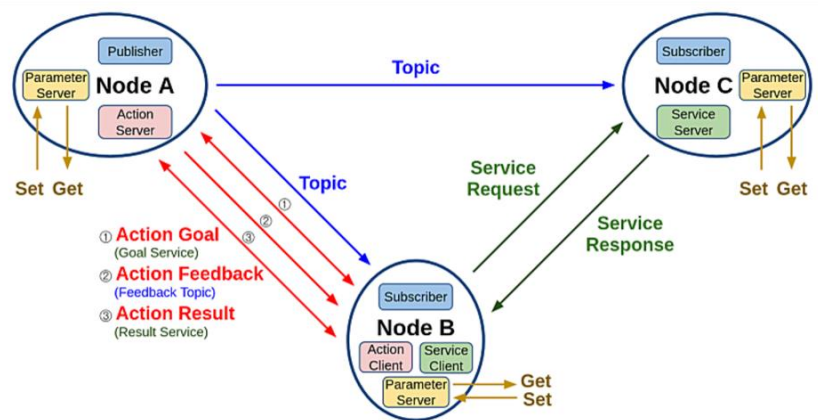 Publisher
Parameter
Server
Node A
Action
Server
Set Get
Topic
Subscriber
Node C
Parameter
Server
Service
Server
Set Get
Topic
①
②
③
① Action Goal
(Goal Service)
② Action Feedback
(Feedback Topic)
③ Action Result
(Result Service)
Service
Request
Service
Response
Subscriber
Node B
Action
Client
Service
Client
Parameter
Server
Get
Set